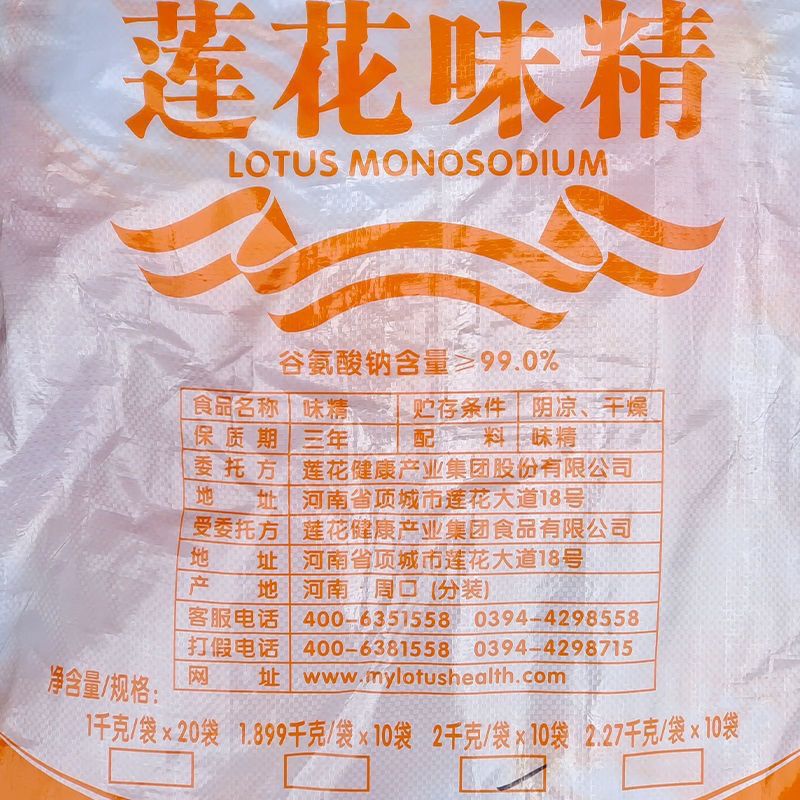 莲花味精
LOTUS MONOSODIUM
谷氨酸钠含量≥99.0%
食品名称 味精 贮存条件 阴凉、干燥
保质期 三年 配料 味精
委托方 莲花健康产业集团股份有限公司
地址 河南省项城市莲花大道18号
受委托方 莲花健康产业集团食品有限公司
地址 河南省项城市莲花大道18号
产地 河南·周口 (分装)
客服电话 400-6351558 0394-4298558
打假电话 400-6381558 0394-4298715
网址 www.mylotushealth.com
净含量/规格:
1千克/袋x20袋 1.899千克/袋x10袋 2千克/袋x10袋 2.27千克/袋x10袋